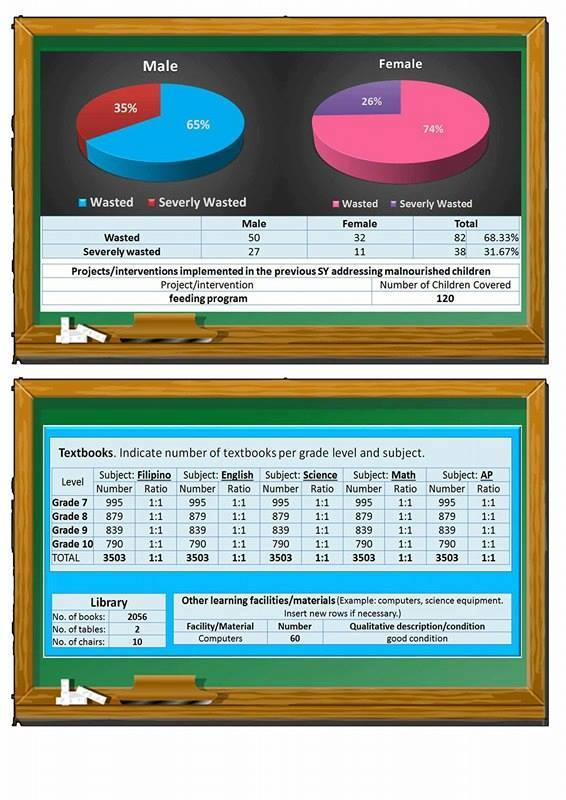 Male
Female
35%
65%
26%
74%
Wasted Severly Wasted
Wasted Severly Wasted
Male Female Total
Wasted 50 32 82 68.33%
Severely wasted 27 11 38 31.67%
Projects/interventions implemented in the previous SY addressing malnourished children
Project/intervention Number of Children Covered
feeding program 120
Textbooks. Indicate number of textbooks per grade level and subject.
Level Subject: Filipino Subject: English Subject: Science Subject: Math Subject: AP
Number Ratio Number Ratio Number Ratio Number Ratio Number Ratio
Grade 7 995 1:1 995 1:1 995 1:1 995 1:1 995 1:1
Grade 8 879 1:1 879 1:1 879 1:1 879 1:1 879 1:1
Grade 9 839 1:1 839 1:1 839 1:1 839 1:1 839 1:1
Grade 10 790 1:1 790 1:1 790 1:1 790 1:1 790 1:1
TOTAL 3503 1:1 3503 1:1 3503 1:1 3503 1:1 3503 1:1
Library
No. of books: 2056
No. of tables: 2
No. of chairs: 10
Other learning facilities/materials (Example: computers, science equipment.
Insert new rows if necessary.)
Facility/Material Number Qualitative description/condition
Computers 60 good condition